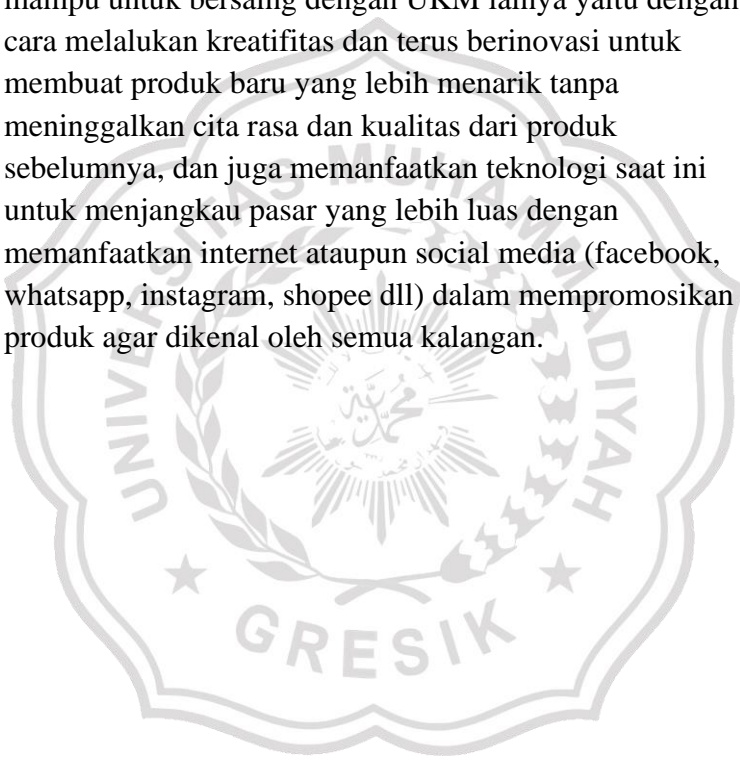 mampu untuk bersaing dengan UKM lainya yaitu dengan
cara melalukan kreatifitas dan terus berinovasi untuk
membuat produk baru yang lebih menarik tanpa
meninggalkan cita rasa dan kualitas dari produk
sebelumnya, dan juga memanfaatkan teknologi saat ini
untuk menjangkau pasar yang lebih luas dengan
memanfaatkan internet ataupun social media (facebook,
whatsapp, instagram, shopee dll) dalam mempromosikan
produk agar dikenal oleh semua kalangan.
UNIVERSITAS MUHAMMADIYAH
GRESIK